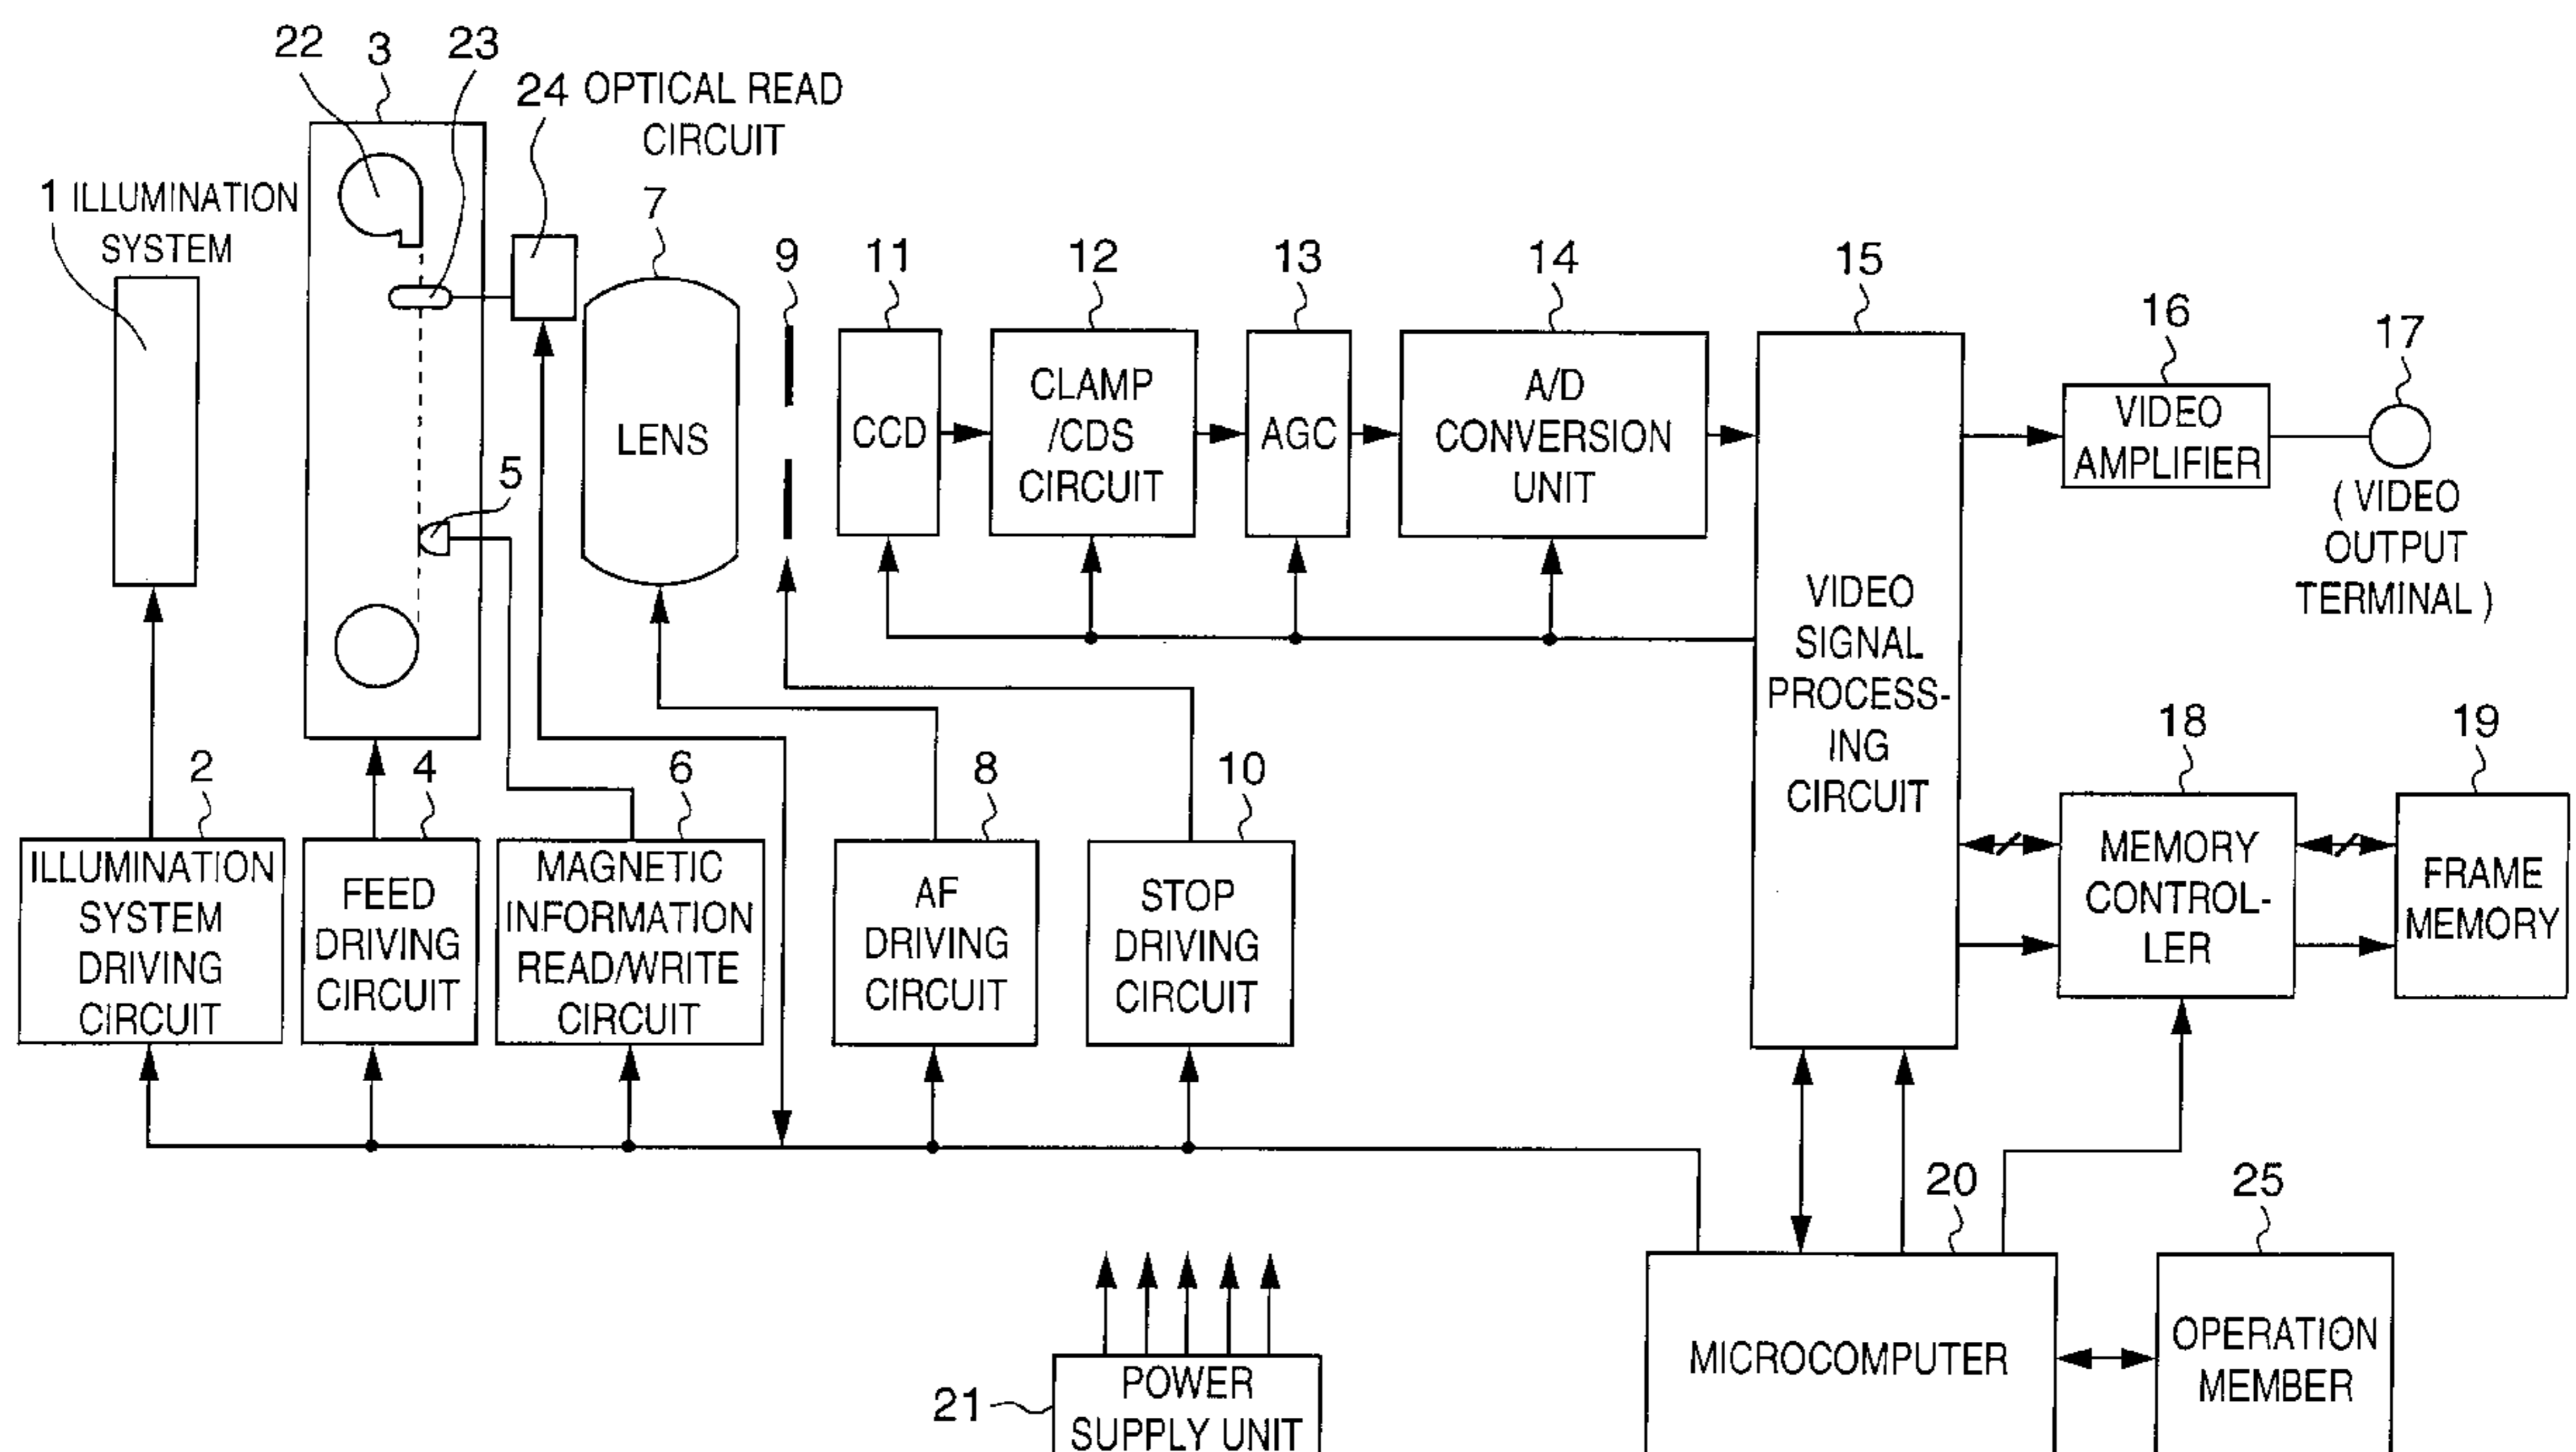 22
3
23
24 OPTICAL READ
CIRCUIT
1 ILLUMINATION
SYSTEM
7
9
11
12
13
14
15
16
17
5
LENS
CCD
CLAMP
/CDS
CIRCUIT
AGC
A/D
CONVERSION
UNIT
VIDEO
SIGNAL
PROCESS-
ING
CIRCUIT
VIDEO
AMPLIFIER
( VIDEO
OUTPUT
TERMINAL )
2
4
6
8
10
18
19
ILLUMINATION
SYSTEM
DRIVING
CIRCUIT
FEED
DRIVING
CIRCUIT
MAGNETIC
INFORMATION
READ/WRITE
CIRCUIT
AF
DRIVING
CIRCUIT
STOP
DRIVING
CIRCUIT
MEMORY
CONTROL-
LER
FRAME
MEMORY
20
25
21
POWER
SUPPLY UNIT
MICROCOMPUTER
OPERATION
MEMBER